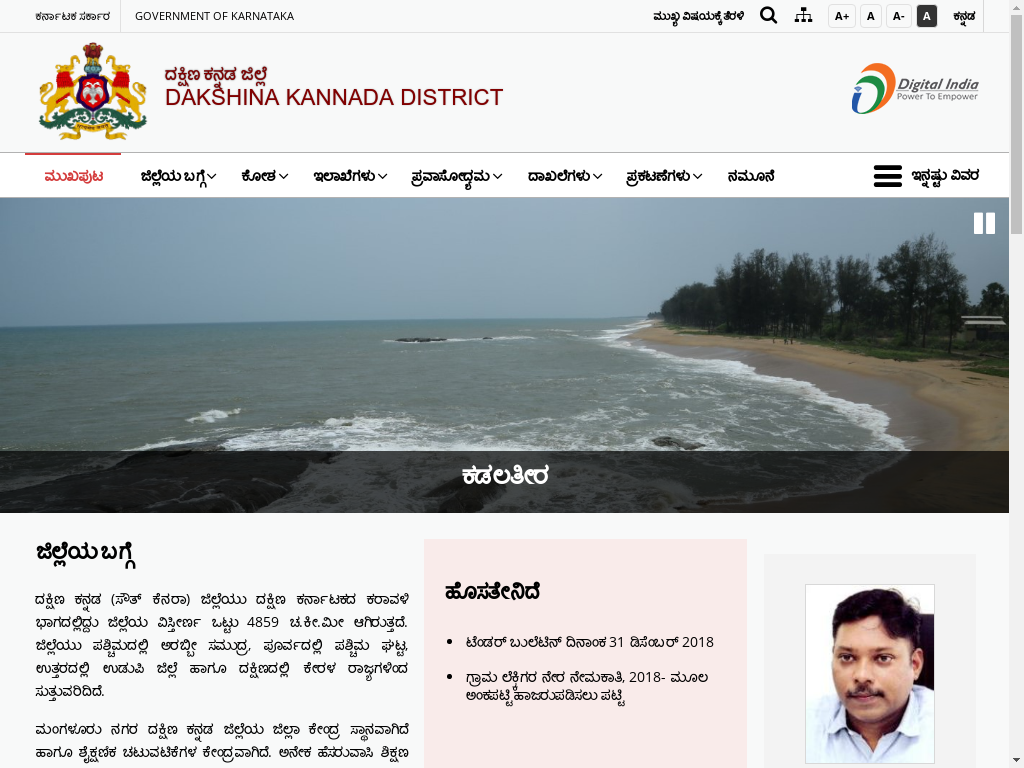 ಕರ್ನಾಟಕ ಸರ್ಕಾರ GOVERNMENT OF KARNATAKA ಮುಖ್ಯ ವಿಷಯಕ್ಕೆ ತೆರಳಿ A+ A A- A ಕನ್ನಡ
ದಕ್ಷಿಣ ಕನ್ನಡ ಜಿಲ್ಲೆ
DAKSHINA KANNADA DISTRICT
Digital India
Power To Empower
ಮುಖಪುಟ ಜಿಲ್ಲೆಯ ಬಗ್ಗೆ ಕೋಶ ಇಲಾಖೆಗಳು ಪ್ರವಾಸೋದ್ಯಮ ದಾಖಲೆಗಳು ಪ್ರಕಟಣೆಗಳು ನಮೂನೆ ಇನ್ನಷ್ಟು ವಿವರ
ಕಡಲತೀರ
ಜಿಲ್ಲೆಯ ಬಗ್ಗೆ
ದಕ್ಷಿಣ ಕನ್ನಡ (ಸೌತ್ ಕೆನರಾ) ಜಿಲ್ಲೆಯು ದಕ್ಷಿಣ ಕರ್ನಾಟಕದ ಕರಾವಳಿ
ಭಾಗದಲ್ಲಿದ್ದು ಜಿಲ್ಲೆಯ ವಿಸ್ತೀರ್ಣ ಒಟ್ಟು 4859 ಚ.ಕೀ.ಮೀ ಆಗಿರುತ್ತದೆ.
ಜಿಲ್ಲೆಯು ಪಶ್ಚಿಮದಲ್ಲಿ ಅರಬ್ಬೀ ಸಮುದ್ರ, ಪೂರ್ವದಲ್ಲಿ ಪಶ್ಚಿಮ ಘಟ್ಟ,
ಉತ್ತರದಲ್ಲಿ ಉಡುಪಿ ಜಿಲ್ಲೆ ಹಾಗೂ ದಕ್ಷಿಣದಲ್ಲಿ ಕೇರಳ ರಾಜ್ಯಗಳಿಂದ
ಸುತ್ತುವರಿದಿದೆ.
ಮಂಗಳೂರು ನಗರ ದಕ್ಷಿಣ ಕನ್ನಡ ಜಿಲ್ಲೆಯ ಜಿಲ್ಲಾ ಕೇಂದ್ರ ಸ್ಥಾನವಾಗಿದೆ
ಹಾಗೂ ಶೈಕ್ಷಣಿಕ ಚಟುವಟಿಕೆಗಳ ಕೇಂದ್ರವಾಗಿದೆ. ಅನೇಕ ಹೆಸರುವಾಸಿ ಶಿಕ್ಷಣ
ಹೊಸತೇನಿದೆ
ಟೆಂಡರ್ ಬುಲೆಟಿನ್ ದಿನಾಂಕ 31 ಡಿಸೆಂಬರ್ 2018
ಗ್ರಾಮ ಲೆಕ್ಕಿಗರ ನೇರ ನೇಮಕಾತಿ, 2018- ಮೂಲ
ಅಂಕಪಟ್ಟಿ ಹಾಜರುಪಡಿಸಲು ಪಟ್ಟಿ